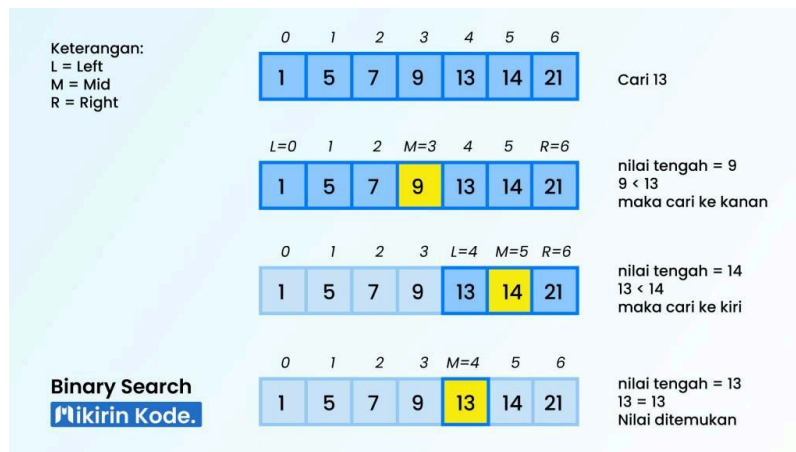 Keterangan:
L = Left
M = Mid
R = Right
0 1 2 3 4 5 6
1 5 7 9 13 14 21
Cari 13
L=0 1 2 M=3 4 5 R=6
1 5 7 9 13 14 21
nilai tengah = 9
9 < 13
maka cari ke kanan
0 1 2 3 L=4 M=5 R=6
1 5 7 9 13 14 21
nilai tengah = 14
13 < 14
maka cari ke kiri
0 1 2 3 M=4 5 6
1 5 7 9 13 14 21
nilai tengah = 13
13 = 13
Nilai ditemukan
Binary Search
Mikirin Kode.